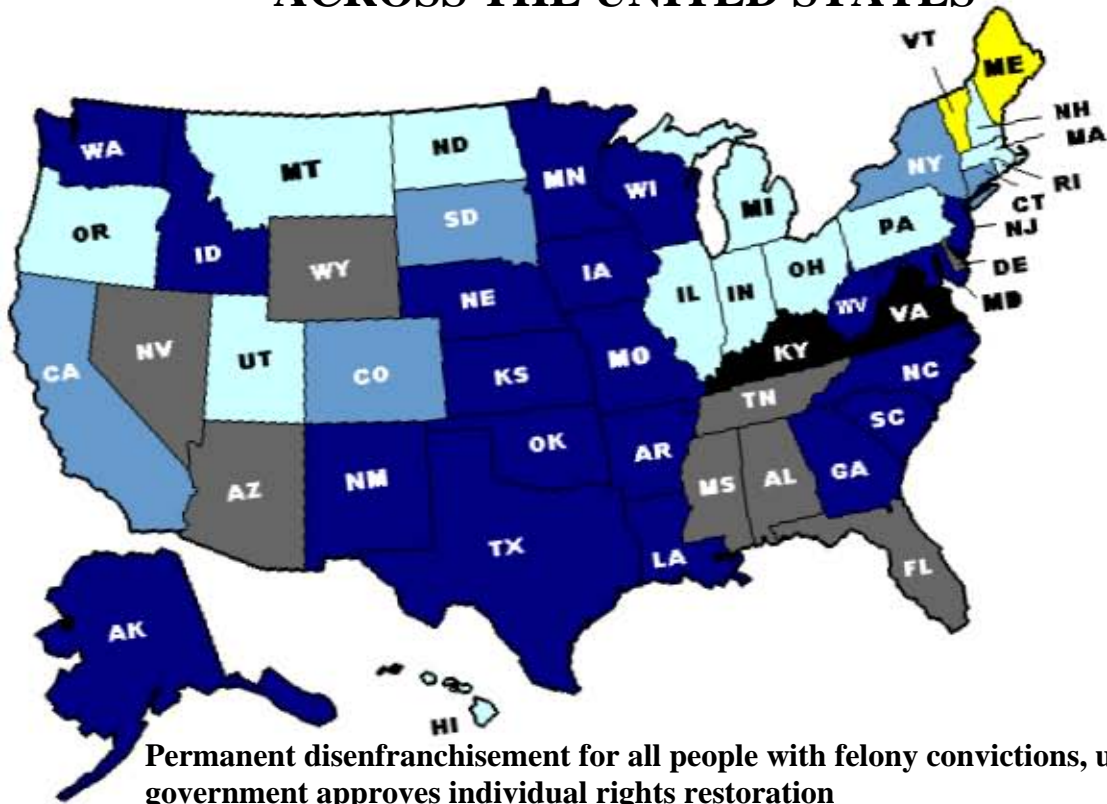 ACROSS THE UNITED STATES
VT
ME
NH
MA
WA
MT
ND
MN
WI
NY
RI
CT
OR
ID
SD
MI
PA
NJ
WY
IA
OH
DE
NE
IL
IN
WV
MD
VA
NV
UT
CO
KS
MO
KY
CA
NC
TN
SC
OK
AR
AZ
NM
MS
AL
GA
TX
LA
FL
AK
HI
Permanent disenfranchisement for all people with felony convictions, u
government approves individual rights restoration